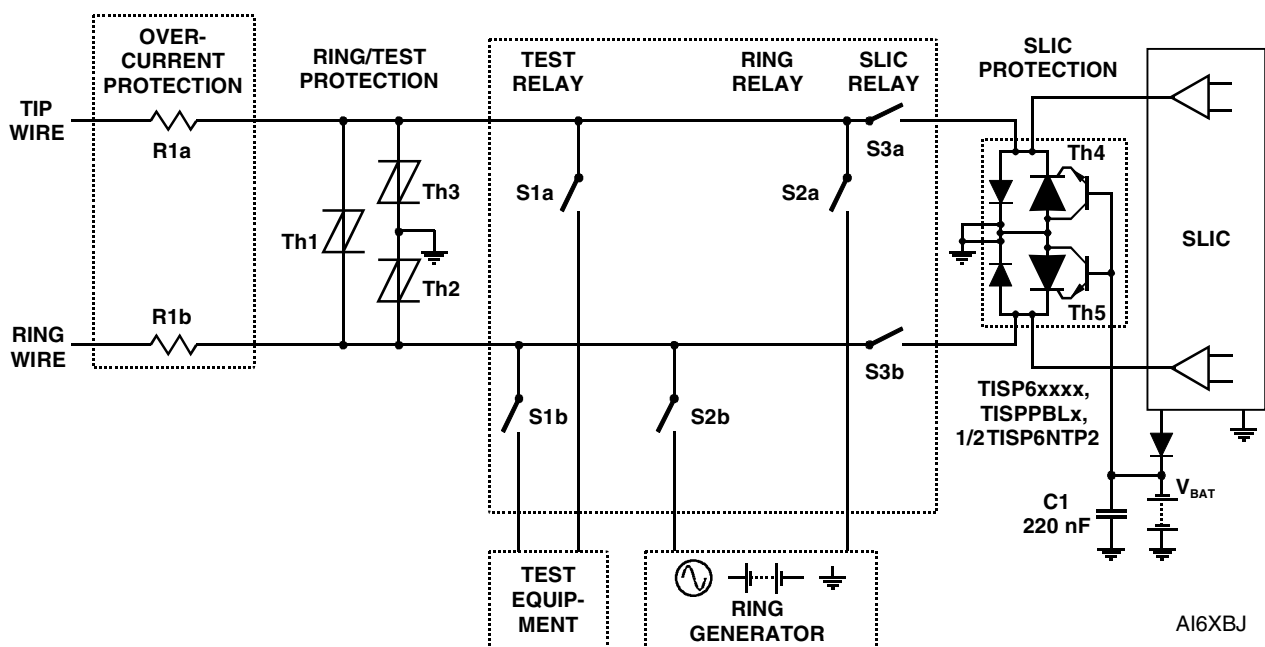 OVER-
CURRENT
PROTECTION
RING/TEST
PROTECTION
TEST
RELAY
RING
RELAY
SLIC
RELAY
SLIC
PROTECTION
TIP
WIRE
R1a
S3a
Th4
Th3
S1a
S2a
Th1
SLIC
Th2
R1b
Th5
RING
WIRE
S3b
S1b
S2b
TISP6xxxx,
TISPPBLx,
1/2 TISP6NTP2
VBAT
C1
220 nF
TEST
EQUIP-
MENT
RING
GENERATOR
AI6XBJ